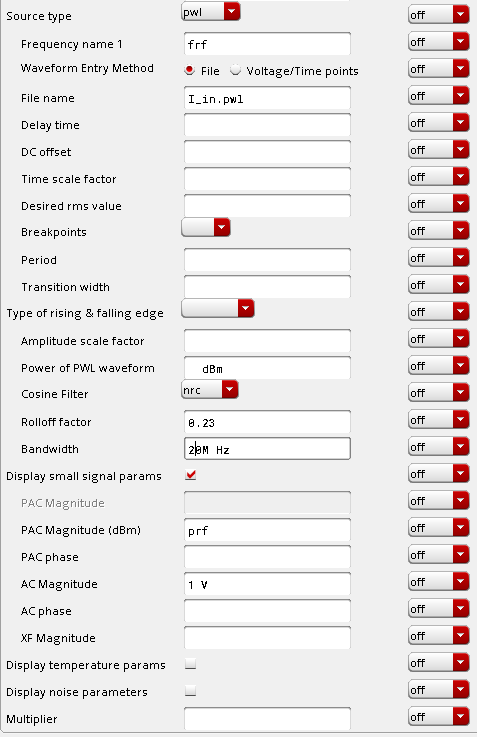 Source type pwl off
Frequency name 1 frf off
Waveform Entry Method File Voltage/Time points off
File name I_in.pwl off
Delay time off
DC offset off
Time scale factor off
Desired rms value off
Breakpoints off
Period off
Transition width off
Type of rising & falling edge off
Amplitude scale factor off
Power of PWL waveform dBm off
Cosine Filter nrc off
Rolloff factor 0.23 off
Bandwidth 20M Hz off
Display small signal params off
PAC Magnitude off
PAC Magnitude (dBm) prf off
PAC phase off
AC Magnitude 1 V off
AC phase off
XF Magnitude off
Display temperature params off
Display noise parameters off
Multiplier off